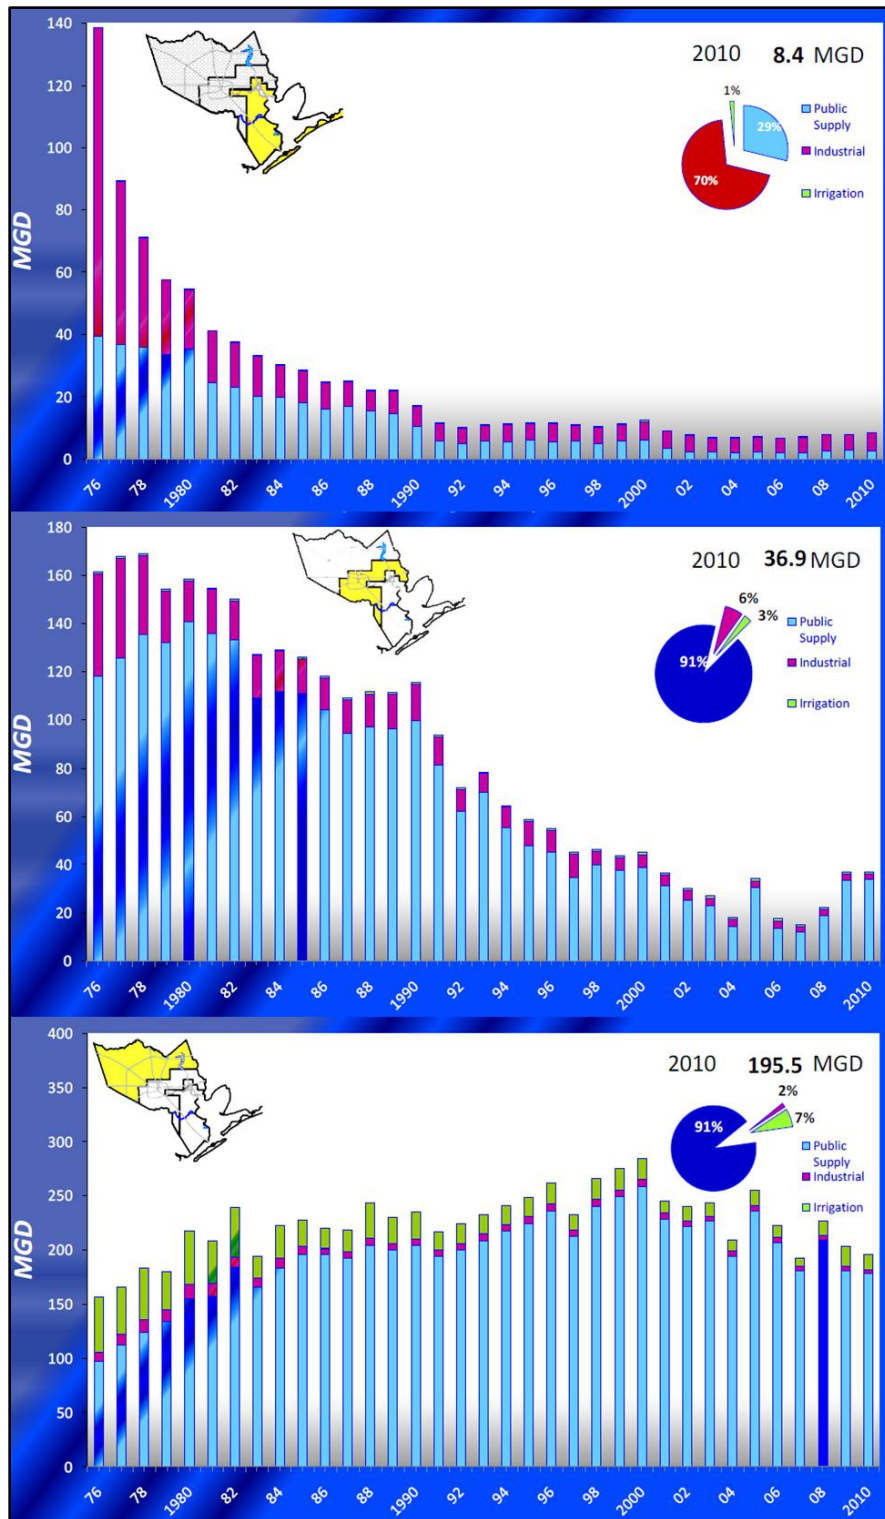 140
120
100
80
60
40
20
0
MGD
2010 8.4 MGD
1%
29%
70%
Public
Supply
Industrial
Irrigation
76 78 1980 82 84 86 88 1990 92 94 96 98 2000 02 04 06 08 2010
180
160
140
120
100
80
60
40
20
0
MGD
2010 36.9 MGD
6%
3%
91%
Public
Supply
Industrial
Irrigation
76 78 1980 82 84 86 88 1990 92 94 96 98 2000 02 04 06 08 2010
400
350
300
250
200
150
100
50
0
MGD
2010 195.5 MGD
2%
7%
91%
Public
Supply
Industrial
Irrigation
76 78 1980 82 84 86 88 1990 92 94 96 98 2000 02 04 06 08 2010